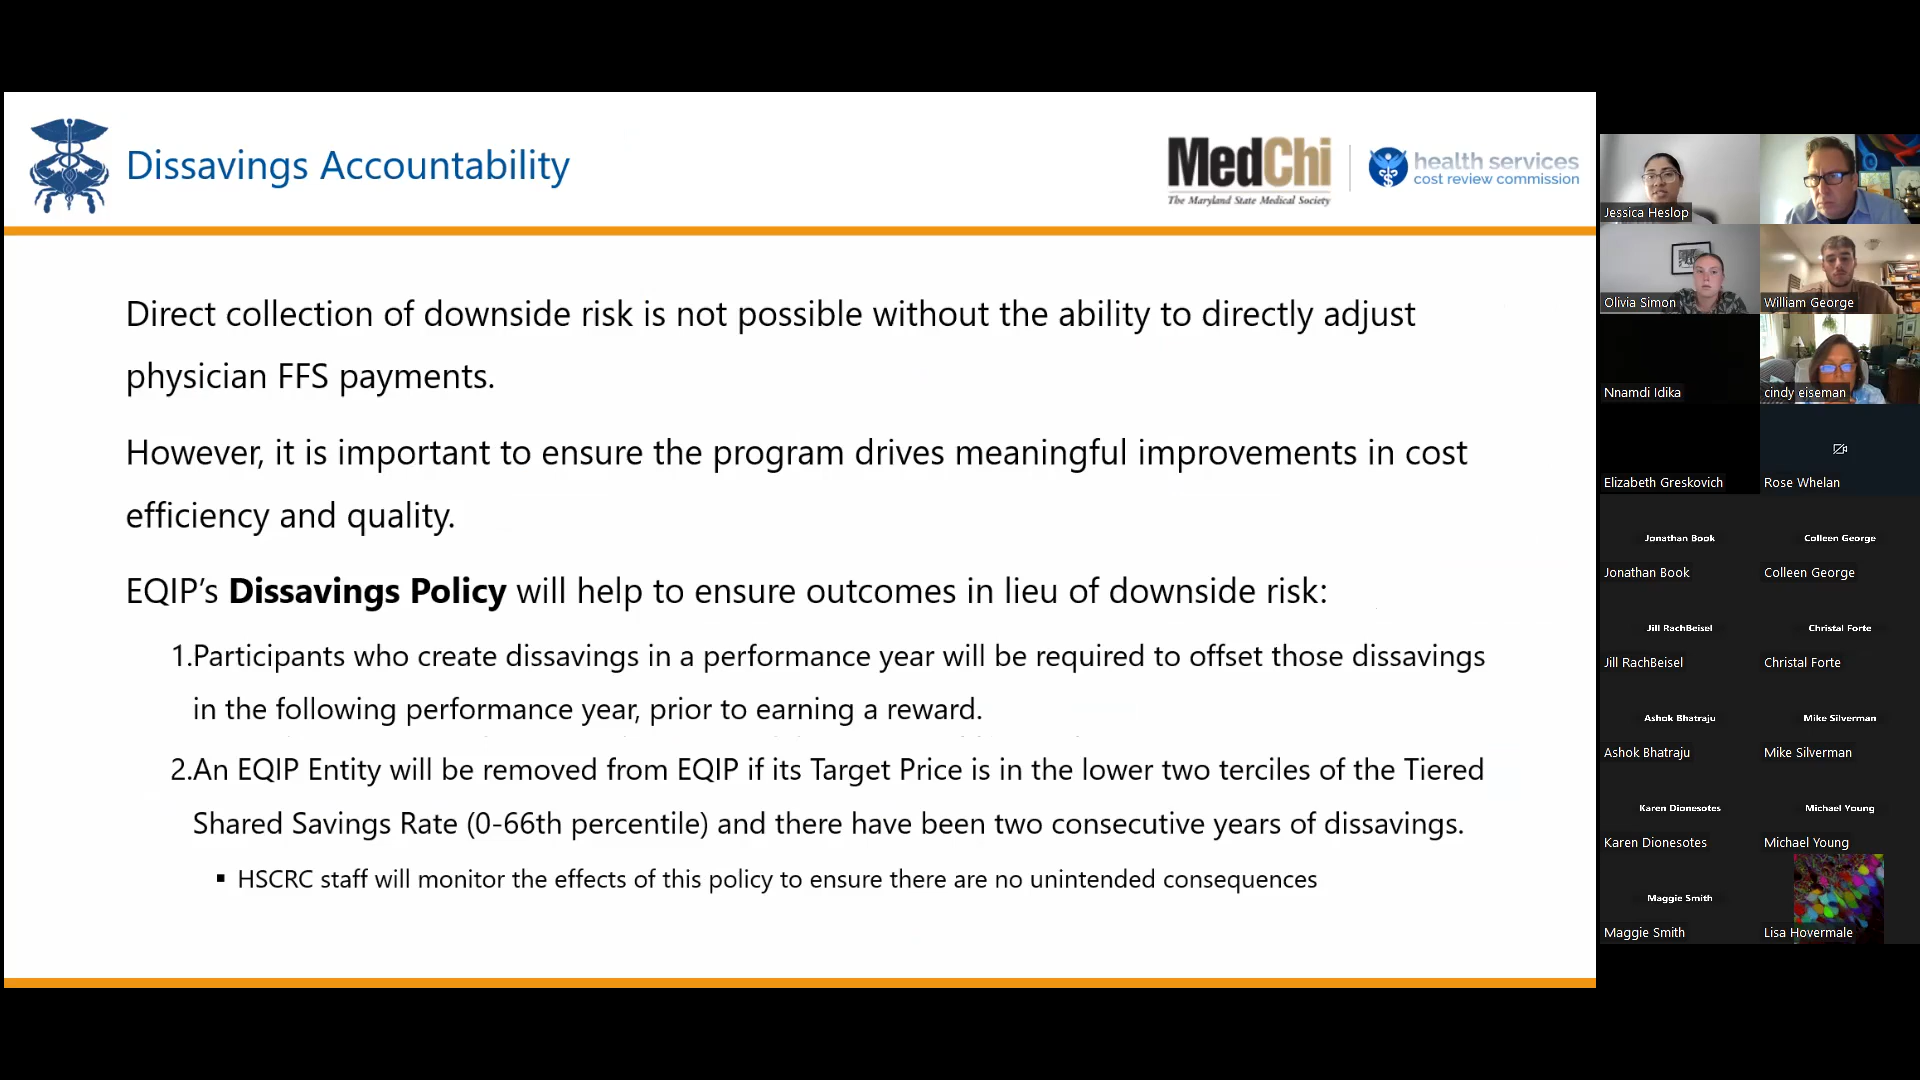 Dissavings Accountability
MedChi
The Maryland State Medical Society
health services
cost review commission
Direct collection of downside risk is not possible without the ability to directly adjust
physician FFS payments.
However, it is important to ensure the program drives meaningful improvements in cost
efficiency and quality.
EQIP’s Dissavings Policy will help to ensure outcomes in lieu of downside risk:
1.Participants who create dissavings in a performance year will be required to offset those dissavings
in the following performance year, prior to earning a reward.
2.An EQIP Entity will be removed from EQIP if its Target Price is in the lower two terciles of the Tiered
Shared Savings Rate (0-66th percentile) and there have been two consecutive years of dissavings.
▪ HSCRC staff will monitor the effects of this policy to ensure there are no unintended consequences
Jessica Heslop
Olivia Simon
William George
Nnamdi Idika
cindy eiseman
Elizabeth Greskovich
Rose Whelan
Jonathan Book
Colleen George
Jonathan Book
Colleen George
Jill RachBeisel
Christal Forte
Jill RachBeisel
Christal Forte
Ashok Bhatraju
Mike Silverman
Ashok Bhatraju
Mike Silverman
Karen Dionesotes
Michael Young
Karen Dionesotes
Michael Young
Maggie Smith
Maggie Smith
Lisa Hovermale